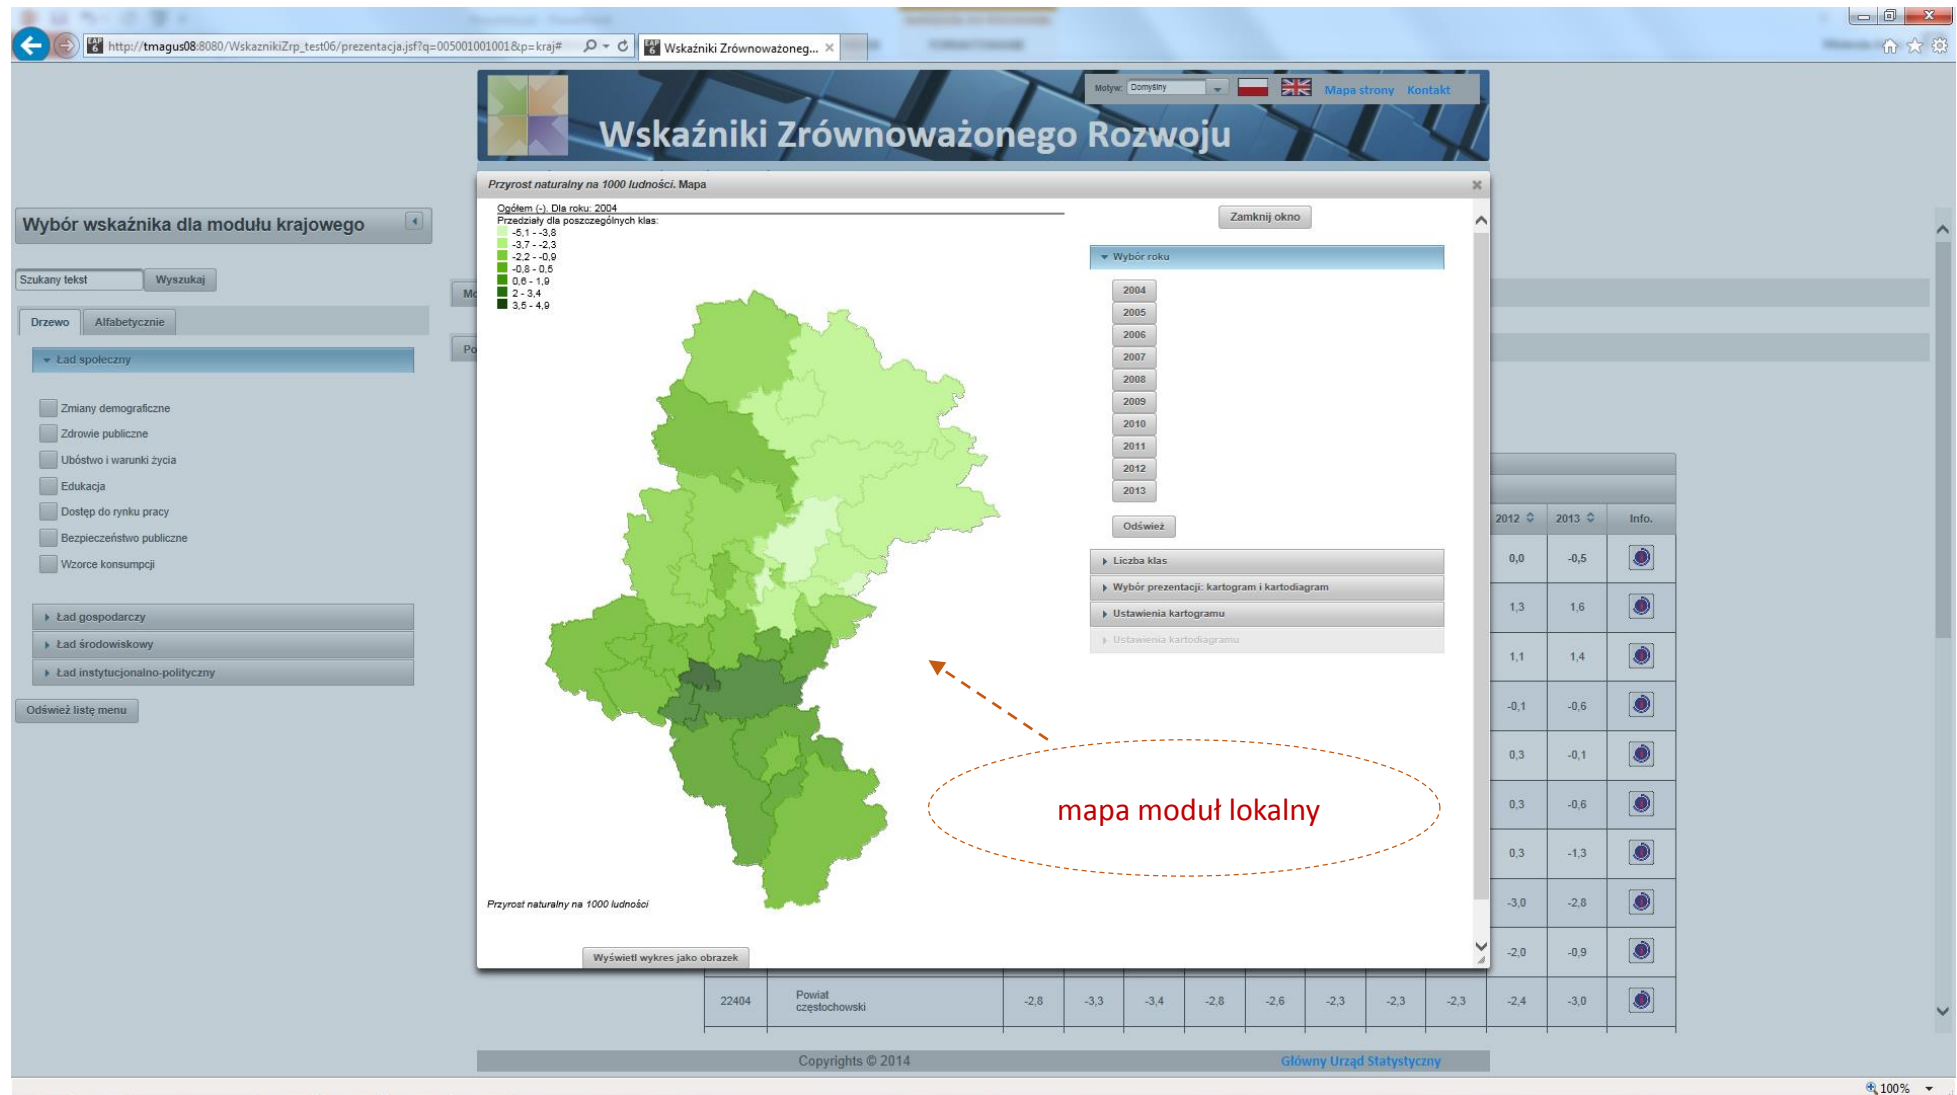 http://tmagus08:8080/WskaznikiZrp_test06/prezentacja.jsf?q=005001001001&p=kraj#
Wskaźniki Zrównoważoneg...
Motyw: Domyślny
Mapa strony Kontakt
Wskaźniki Zrównoważonego Rozwoju
Wybór wskaźnika dla modułu krajowego
Szukany tekst
Wyszukaj
Drzewo
Alfabetycznie
Ład społeczny
Zmiany demograficzne
Zdrowie publiczne
Ubóstwo i warunki życia
Edukacja
Dostęp do rynku pracy
Bezpieczeństwo publiczne
Wzorce konsumpcji
Ład gospodarczy
Ład środowiskowy
Ład instytucjonalno-polityczny
Odśwież listę menu
Mo
Po
Przyrost naturalny na 1000 ludności. Mapa
Ogółem (-). Dla roku: 2004
Przedziały dla poszczególnych klas:
-5,1 - -3,8
-3,7 - -2,3
-2,2 - -0,9
-0,8 - 0,5
0,6 - 1,9
2 - 3,4
3,5 - 4,9
Przyrost naturalny na 1000 ludności
Wyświetl wykres jako obrazek
Zamknij okno
Wybór roku
2004
2005
2006
2007
2008
2009
2010
2011
2012
2013
Odśwież
Liczba klas
Wybór prezentacji: kartogram i kartodiagram
Ustawienia kartogramu
Ustawienia kartodiagramu
mapa moduł lokalny
2012 2013 Info.
0,0 -0,5
1,3 1,6
1,1 1,4
-0,1 -0,6
0,3 -0,1
0,3 -0,6
0,3 -1,3
-3,0 -2,8
-2,0 -0,9
22404 Powiat częstochowski -2,8 -3,3 -3,4 -2,8 -2,6 -2,3 -2,3 -2,3 -2,4 -3,0
Copyrights © 2014
Główny Urząd Statystyczny
100%